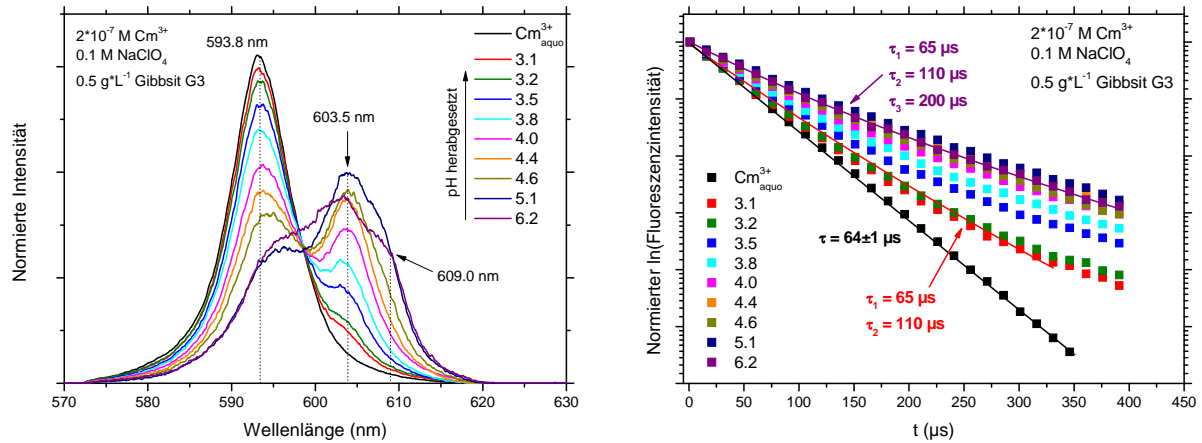 Normierte Intensität
2*10⁻⁷ M Cm³⁺
0.1 M NaClO₄
0.5 g*L⁻¹ Gibbsit G3
593.8 nm
603.5 nm
609.0 nm
pH herabgesetzt
Cm³⁺aquo
3.1
3.2
3.5
3.8
4.0
4.4
4.6
5.1
6.2
570 580 590 600 610 620 630
Wellenlänge (nm)
Normierter ln(Fluoreszenzintensität)
τ₁ = 65 µs
τ₂ = 110 µs
τ₃ = 200 µs
2*10⁻⁷ M Cm³⁺
0.1 M NaClO₄
0.5 g*L⁻¹ Gibbsit G3
Cm³⁺aquo
3.1
3.2
3.5
3.8
4.0
4.4
4.6
5.1
6.2
τ = 64±1 µs
τ₁ = 65 µs
τ₂ = 110 µs
0 50 100 150 200 250 300 350 400 450
t (µs)